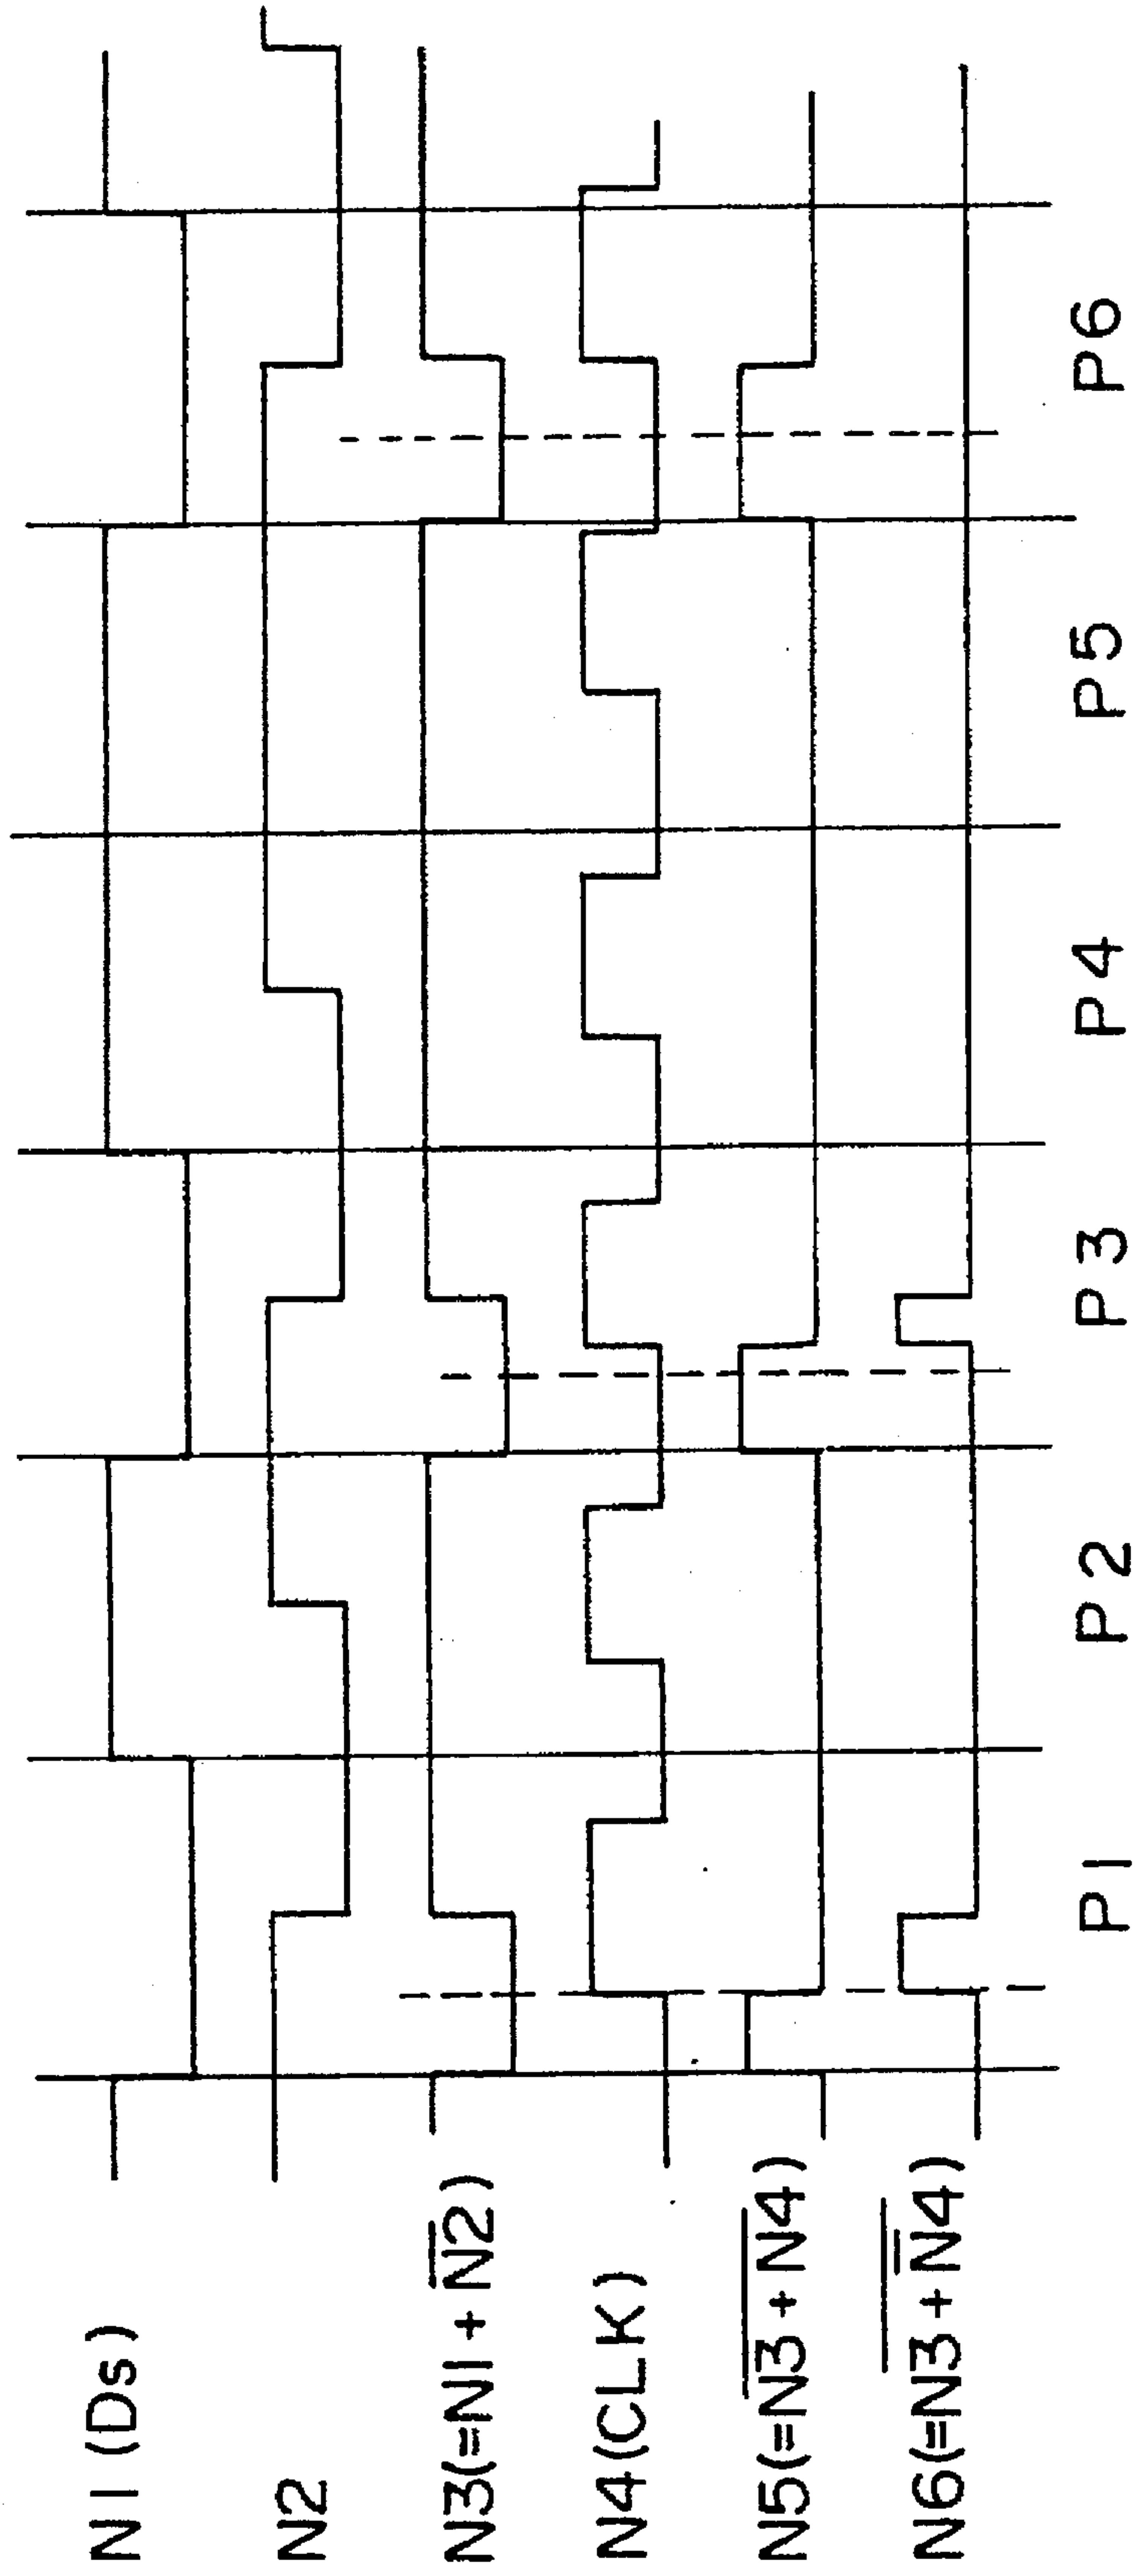 N1 (Ds)
N2
N3(=N1 + N̅2̅)
N4(CLK)
N5(=N̅3̅ ̅+̅ ̅N̅4̅)
N6(=N̅3̅ ̅+̅ ̅N̅̅4̅)
P1 P2 P3 P4 P5 P6